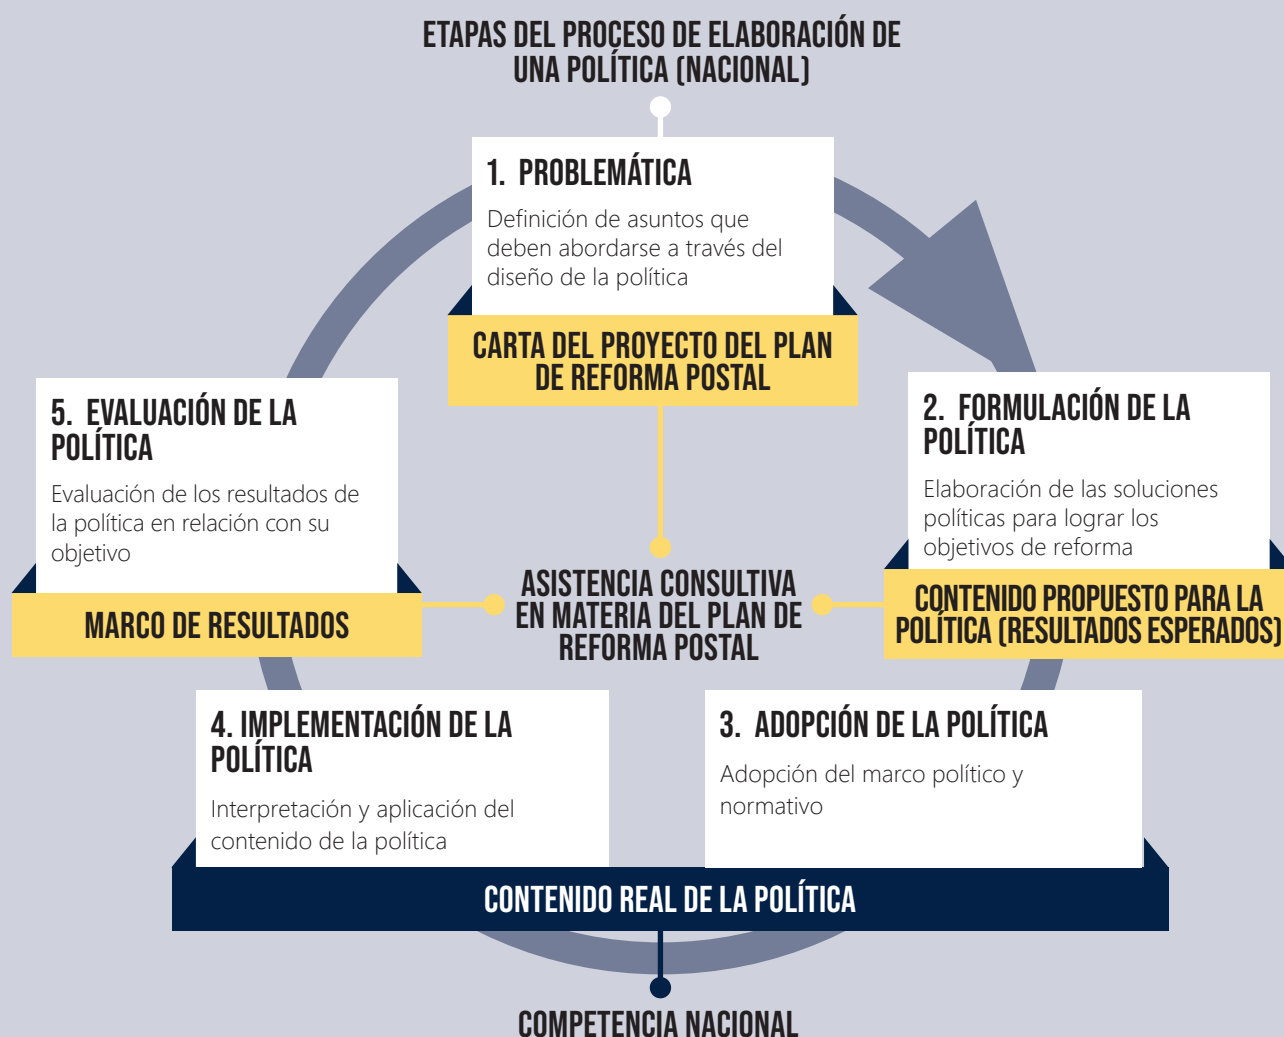 ETAPAS DEL PROCESO DE ELABORACIÓN DE
UNA POLÍTICA (NACIONAL)
1. PROBLEMÁTICA
Definición de asuntos que
deben abordarse a través del
diseño de la política
CARTA DEL PROYECTO DEL PLAN
DE REFORMA POSTAL
2. FORMULACIÓN DE LA
POLÍTICA
Elaboración de las soluciones
políticas para lograr los
objetivos de reforma
CONTENIDO PROPUESTO PARA LA
POLÍTICA (RESULTADOS ESPERADOS)
3. ADOPCIÓN DE LA POLÍTICA
Adopción del marco político y
normativo
4. IMPLEMENTACIÓN DE LA
POLÍTICA
Interpretación y aplicación del
contenido de la política
CONTENIDO REAL DE LA POLÍTICA
5. EVALUACIÓN DE LA
POLÍTICA
Evaluación de los resultados de
la política en relación con su
objetivo
MARCO DE RESULTADOS
ASISTENCIA CONSULTIVA
EN MATERIA DEL PLAN DE
REFORMA POSTAL
COMPETENCIA NACIONAL